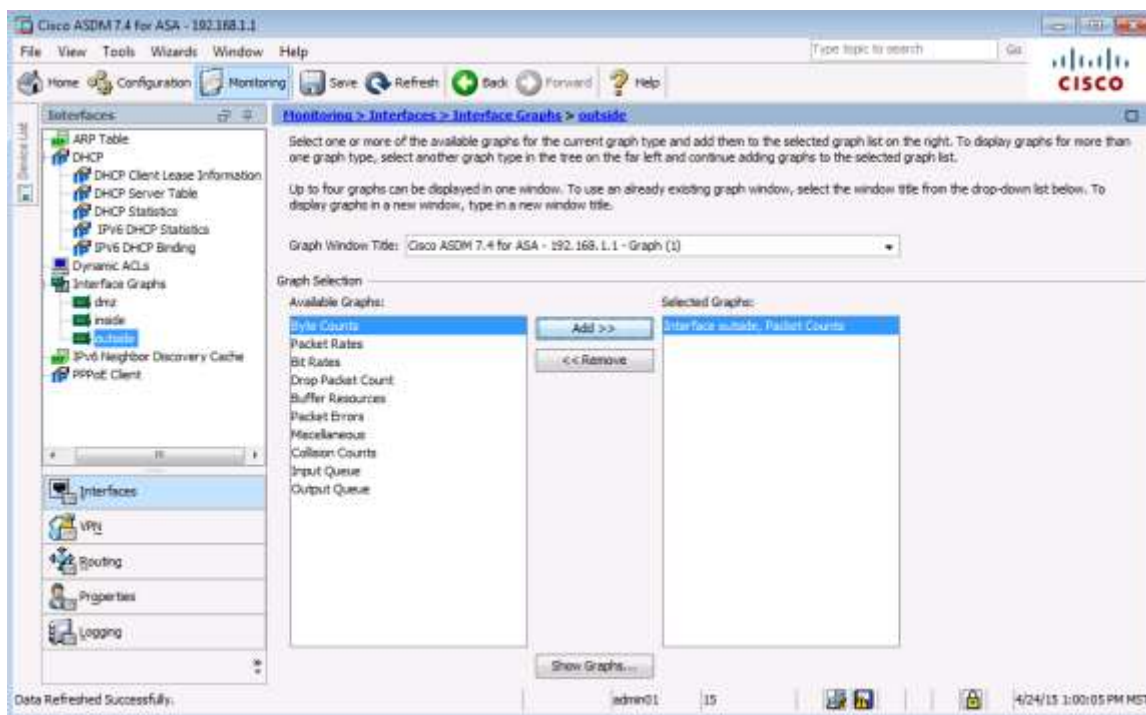 Cisco ASDM 7.4 for ASA - 192.168.1.1
File View Tools Wizards Window Help
Type topic to search Go
Home Configuration Monitoring Save Refresh Back Forward Help
CISCO
Device List
Interfaces
ARP Table
DHCP
DHCP Client Lease Information
DHCP Server Table
DHCP Statistics
IPV6 DHCP Statistics
IPV6 DHCP Binding
Dynamic ACLs
Interface Graphs
dmz
inside
outside
IPv6 Neighbor Discovery Cache
PPPoE Client
Interfaces
VPN
Routing
Properties
Logging
Monitoring > Interfaces > Interface Graphs > outside
Select one or more of the available graphs for the current graph type and add them to the selected graph list on the right. To display graphs for more than
one graph type, select another graph type in the tree on the far left and continue adding graphs to the selected graph list.
Up to four graphs can be displayed in one window. To use an already existing graph window, select the window title from the drop-down list below. To
display graphs in a new window, type in a new window title.
Graph Window Title: Cisco ASDM 7.4 for ASA - 192.168.1.1 - Graph (1)
Graph Selection
Available Graphs:
Byte Counts
Packet Rates
Bit Rates
Drop Packet Count
Buffer Resources
Packet Errors
Miscellaneous
Collision Counts
Input Queue
Output Queue
Add >>
<< Remove
Selected Graphs:
Interface outside, Packet Counts
Show Graphs...
Data Refreshed Successfully.
admin01
15
4/24/15 1:00:05 PM MST